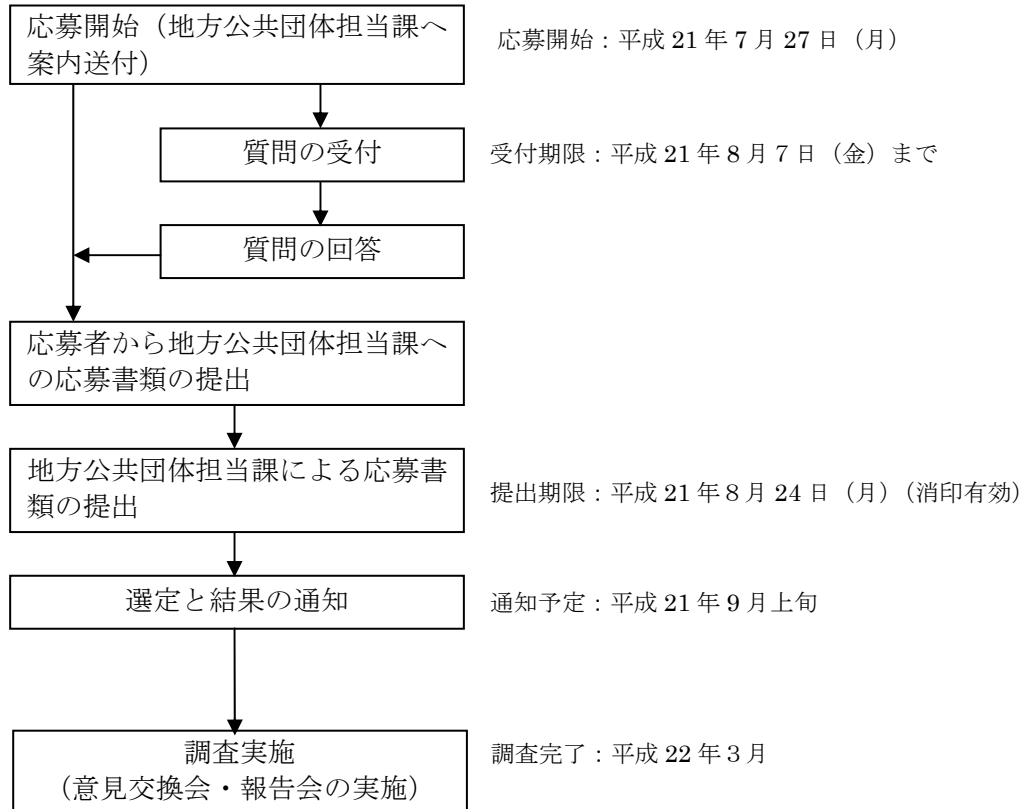 応募開始（地方公共団体担当課へ
案内送付）
応募開始：平成 21 年 7 月 27 日（月）
質問の受付
受付期限：平成 21 年 8 月７日（金）まで
質問の回答
応募者から地方公共団体担当課へ
の応募書類の提出
地方公共団体担当課による応募書
類の提出
提出期限：平成 21 年８月 24 日（月）（消印有効）
選定と結果の通知
通知予定：平成 21 年 9 月上旬
調査実施
（意見交換会・報告会の実施）
調査完了：平成 22 年３月